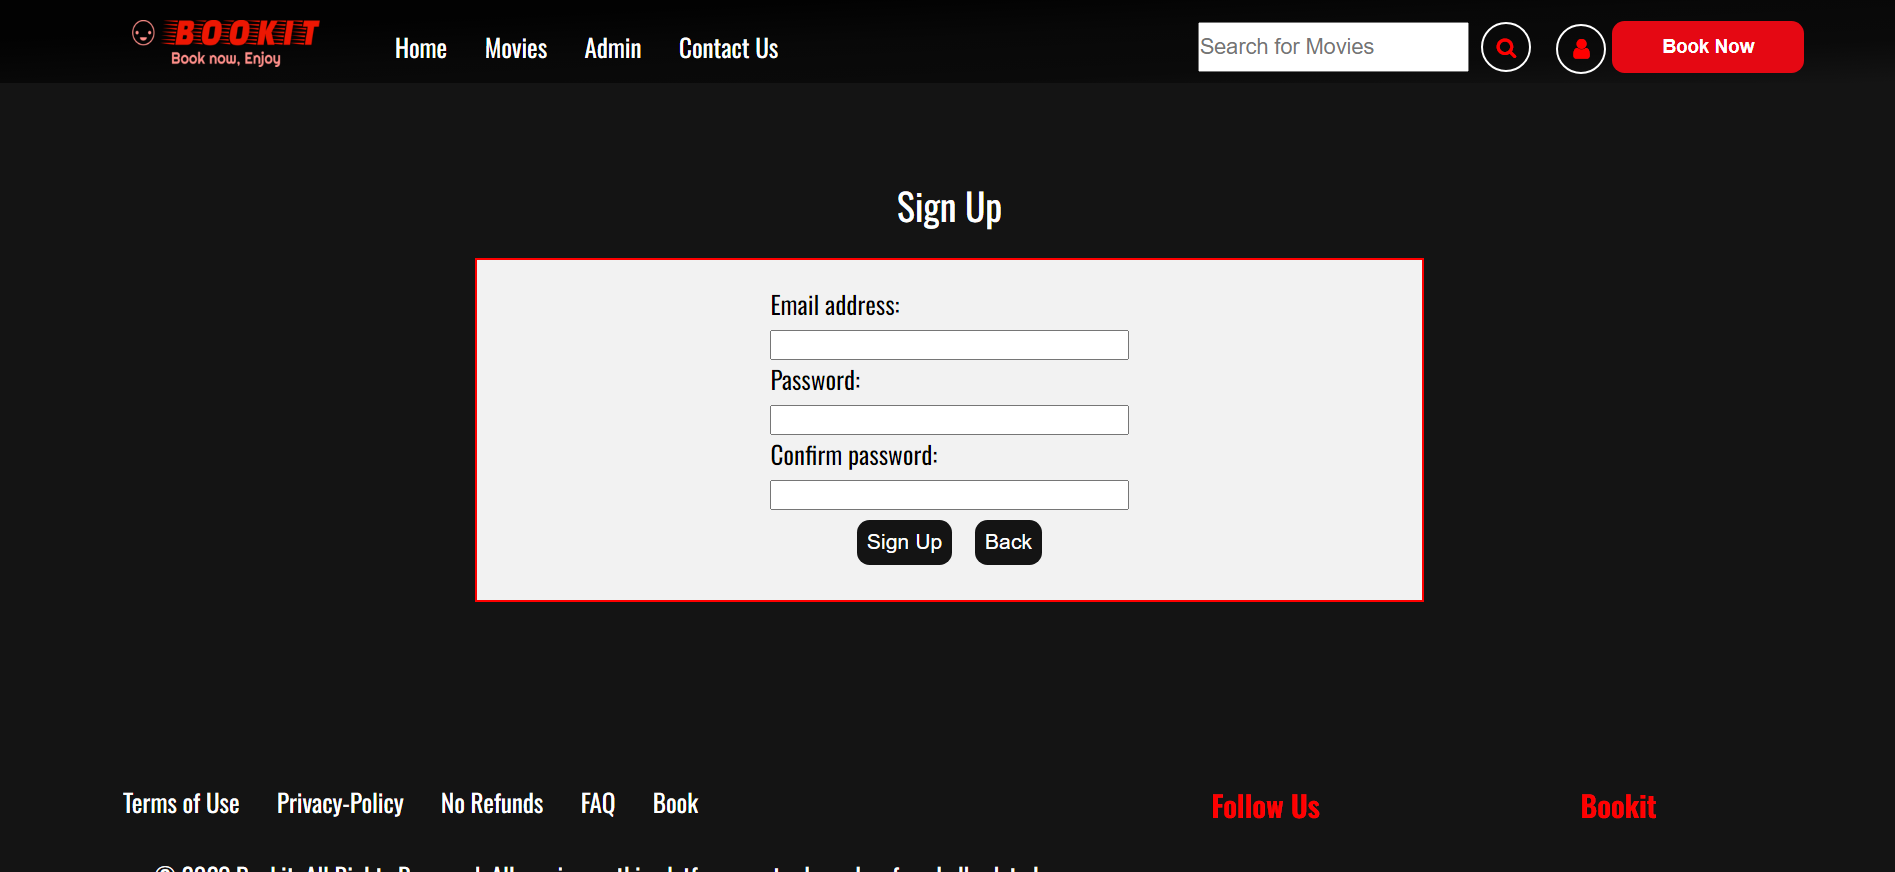 BOOKIT
Book now, Enjoy
Home Movies Admin Contact Us
Search for Movies
Book Now
Sign Up
Email address:
Password:
Confirm password:
Sign Up Back
Terms of Use Privacy-Policy No Refunds FAQ Book
Follow Us
Bookit